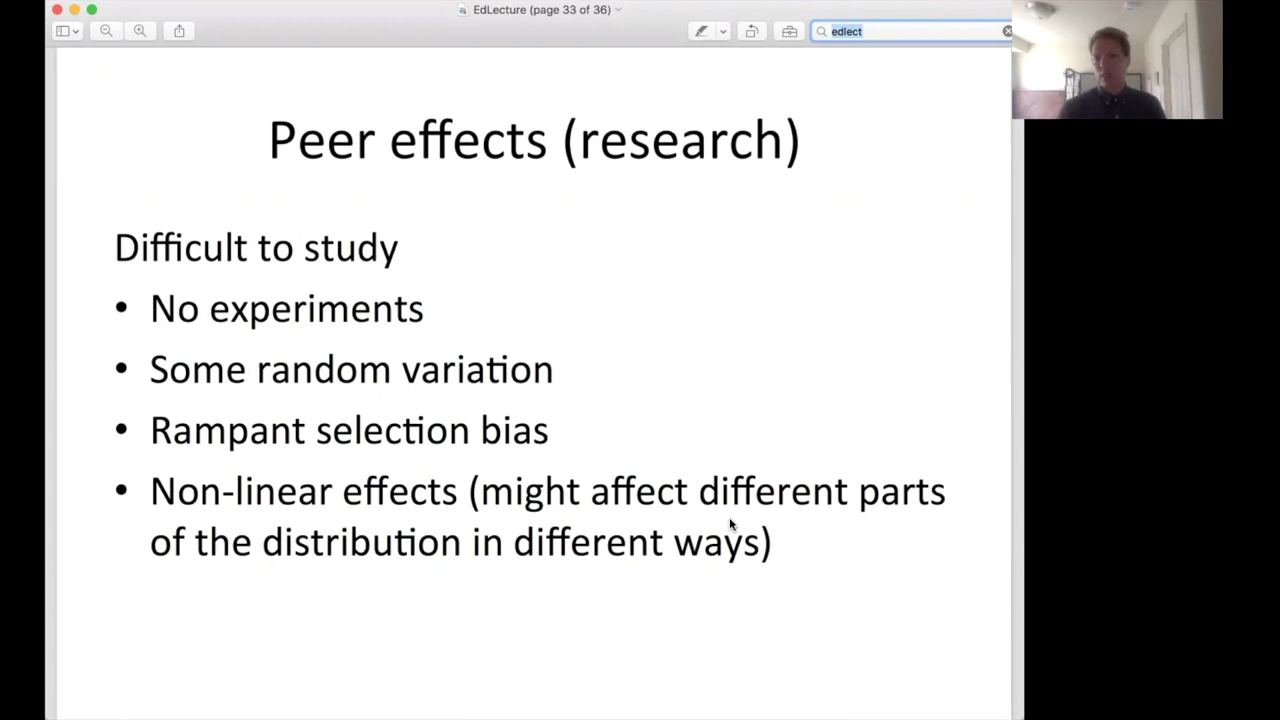 EdLecture (page 33 of 36)
edlect
Peer effects (research)
Difficult to study
• No experiments
• Some random variation
• Rampant selection bias
• Non-linear effects (might affect different parts
of the distribution in different ways)